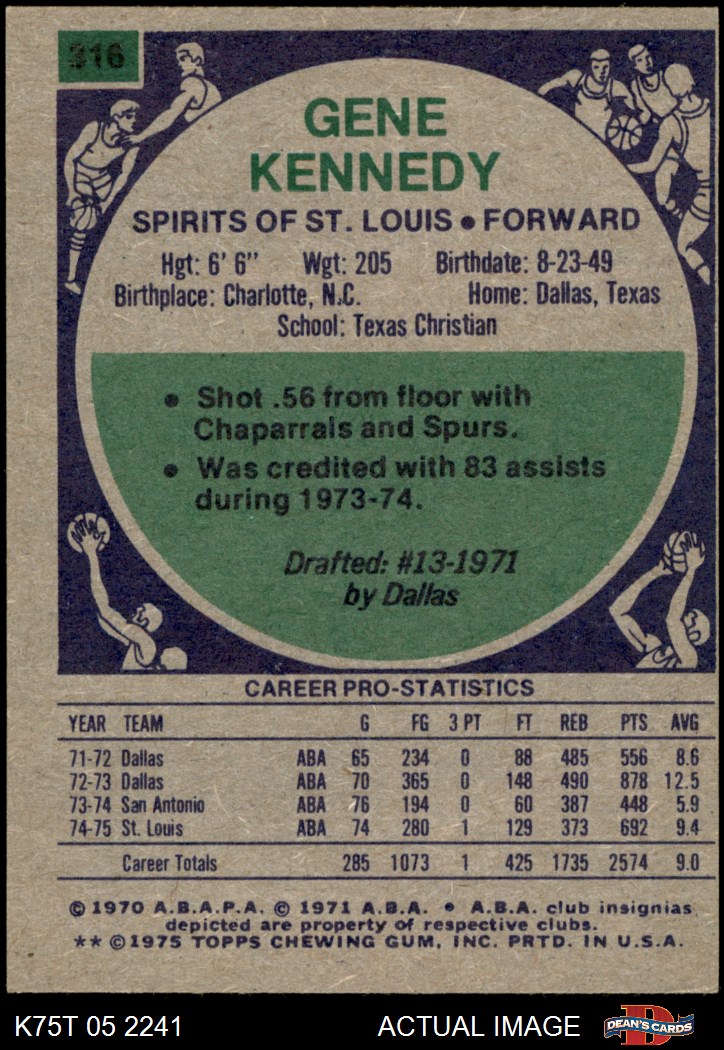 316
GENE
KENNEDY
SPIRITS OF ST. LOUIS • FORWARD
Hgt: 6' 6" Wgt: 205 Birthdate: 8-23-49
Birthplace: Charlotte, N.C. Home: Dallas, Texas
School: Texas Christian
• Shot .56 from floor with
Chaparrals and Spurs.
• Was credited with 83 assists
during 1973-74.
Drafted: #13-1971
by Dallas
CAREER PRO-STATISTICS
YEAR TEAM G FG 3 PT FT REB PTS AVG
71-72 Dallas ABA 65 234 0 88 485 556 8.6
72-73 Dallas ABA 70 365 0 148 490 878 12.5
73-74 San Antonio ABA 76 194 0 60 387 448 5.9
74-75 St. Louis ABA 74 280 1 129 373 692 9.4
Career Totals 285 1073 1 425 1735 2574 9.0
© 1970 A.B.A.P.A. © 1971 A.B.A. • A.B.A. club insignias
depicted are property of respective clubs.
** © 1975 TOPPS CHEWING GUM, INC. PRTD. IN U.S.A.
K75T 05 2241 ACTUAL IMAGE
D
DEAN'S CARDS